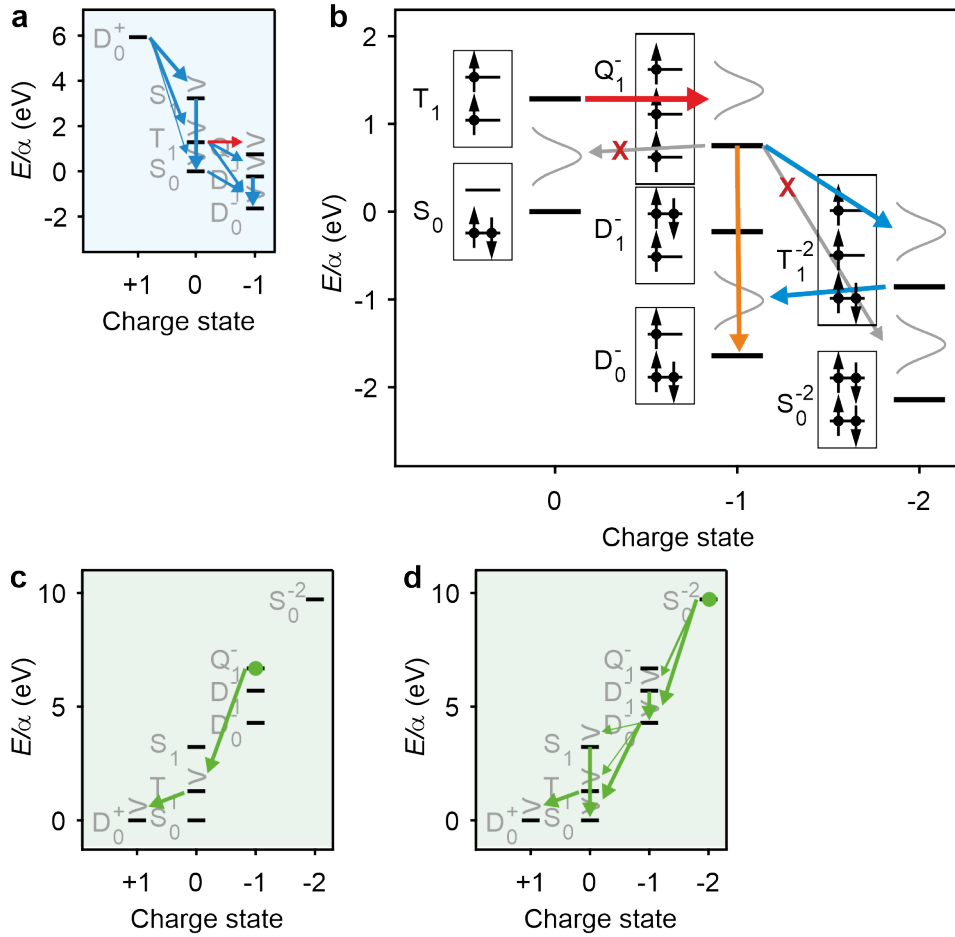 a
E/α (eV)
6
4
2
0
-2
D0+
S1
T1
S0
D0-
+1 0 -1
Charge state
b
E/α (eV)
2
1
0
-1
-2
T1
S0
Q1-
D1-
D0-
T1-2
S0-2
X
X
0 -1 -2
Charge state
c
E/α (eV)
10
5
0
S0-2
Q1-
D1-
D0-
S1
T1
S0
D0+
+1 0 -1 -2
Charge state
d
E/α (eV)
10
5
0
S0-2
Q1-
D1-
D0-
S1
T1
S0
D0+
+1 0 -1 -2
Charge state